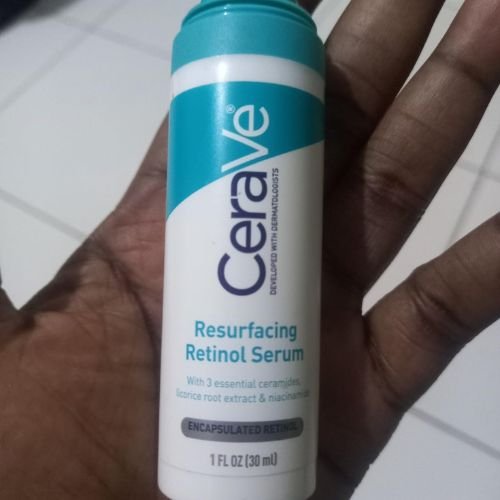 CeraVe®
DEVELOPED WITH DERMATOLOGISTS
Resurfacing
Retinol Serum
With 3 essential ceramides,
licorice root extract & niacinamide
ENCAPSULATED RETINOL
1 FL OZ (30 ml)